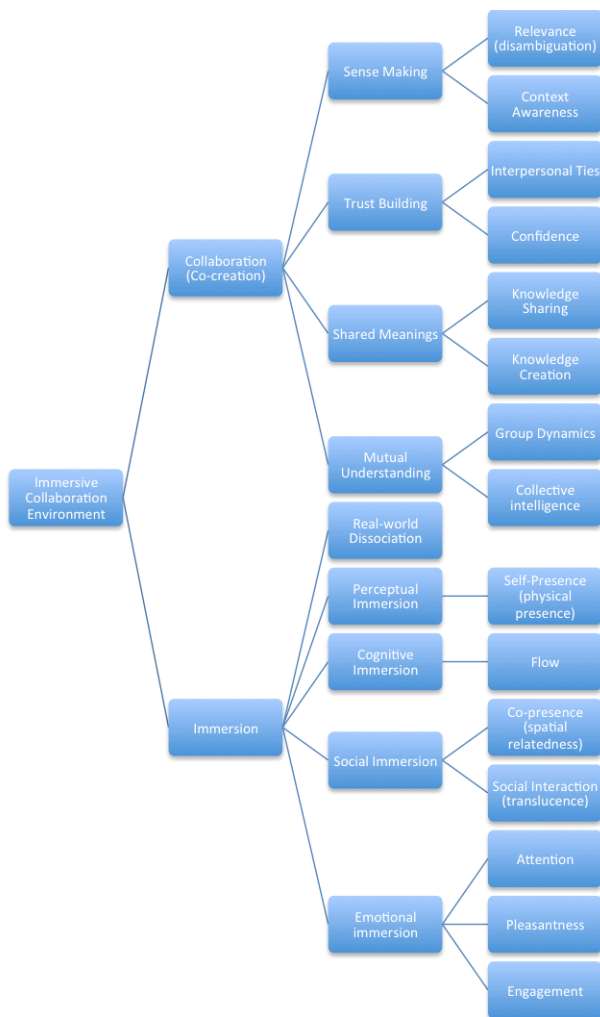 Relevance
(disambiguation)
Sense Making
Context
Awareness
Interpersonal Ties
Trust Building
Confidence
Collaboration
(Co-creation)
Knowledge
Sharing
Shared Meanings
Knowledge
Creation
Group Dynamics
Mutual
Understanding
Collective
intelligence
Immersive
Collaboration
Environment
Real-world
Dissociation
Perceptual
Immersion
Self-Presence
(physical
presence)
Cognitive
Immersion
Flow
Immersion
Co-presence
(spatial
relatedness)
Social Immersion
Social Interaction
(translucence)
Attention
Emotional
immersion
Pleasantness
Engagement